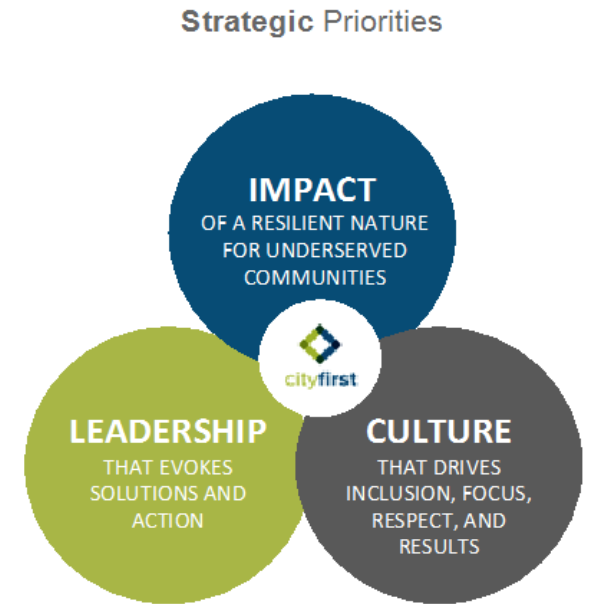 Strategic Priorities
IMPACT
OF A RESILIENT NATURE
FOR UNDERSERVED
COMMUNITIES
cityfirst
LEADERSHIP
THAT EVOKES
SOLUTIONS AND
ACTION
CULTURE
THAT DRIVES
INCLUSION, FOCUS,
RESPECT, AND
RESULTS